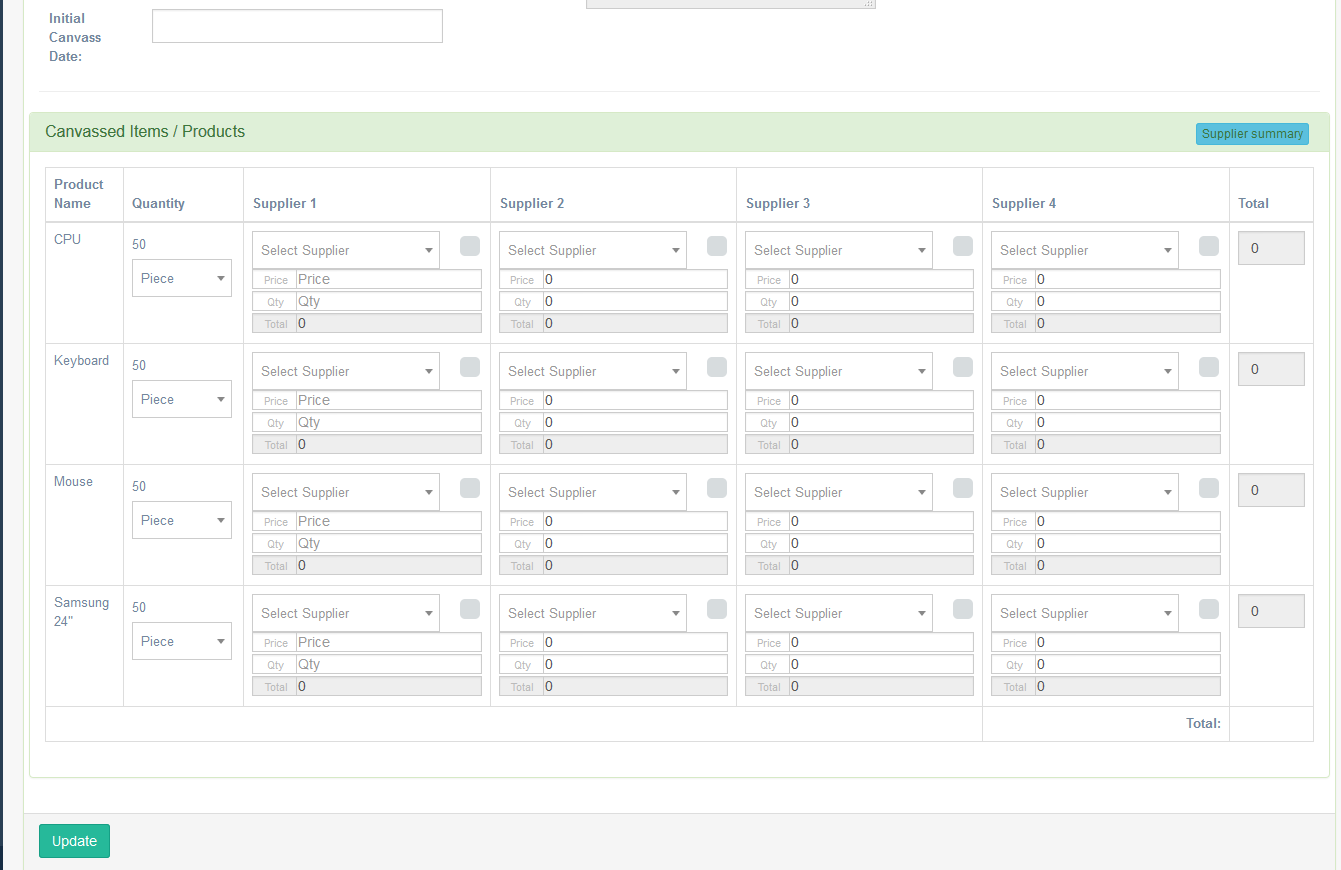 Initial
Canvass
Date:
Canvassed Items / Products
Supplier summary
Product
Name
Quantity
Supplier 1
Supplier 2
Supplier 3
Supplier 4
Total
CPU
50
Piece
Select Supplier
Select Supplier
Select Supplier
Select Supplier
0
Price Price
Price 0
Price 0
Price 0
Qty Qty
Qty 0
Qty 0
Qty 0
Total 0
Total 0
Total 0
Total 0
Keyboard
50
Piece
Select Supplier
Select Supplier
Select Supplier
Select Supplier
0
Price Price
Price 0
Price 0
Price 0
Qty Qty
Qty 0
Qty 0
Qty 0
Total 0
Total 0
Total 0
Total 0
Mouse
50
Piece
Select Supplier
Select Supplier
Select Supplier
Select Supplier
0
Price Price
Price 0
Price 0
Price 0
Qty Qty
Qty 0
Qty 0
Qty 0
Total 0
Total 0
Total 0
Total 0
Samsung
24"
50
Piece
Select Supplier
Select Supplier
Select Supplier
Select Supplier
0
Price Price
Price 0
Price 0
Price 0
Qty Qty
Qty 0
Qty 0
Qty 0
Total 0
Total 0
Total 0
Total 0
Total:
Update